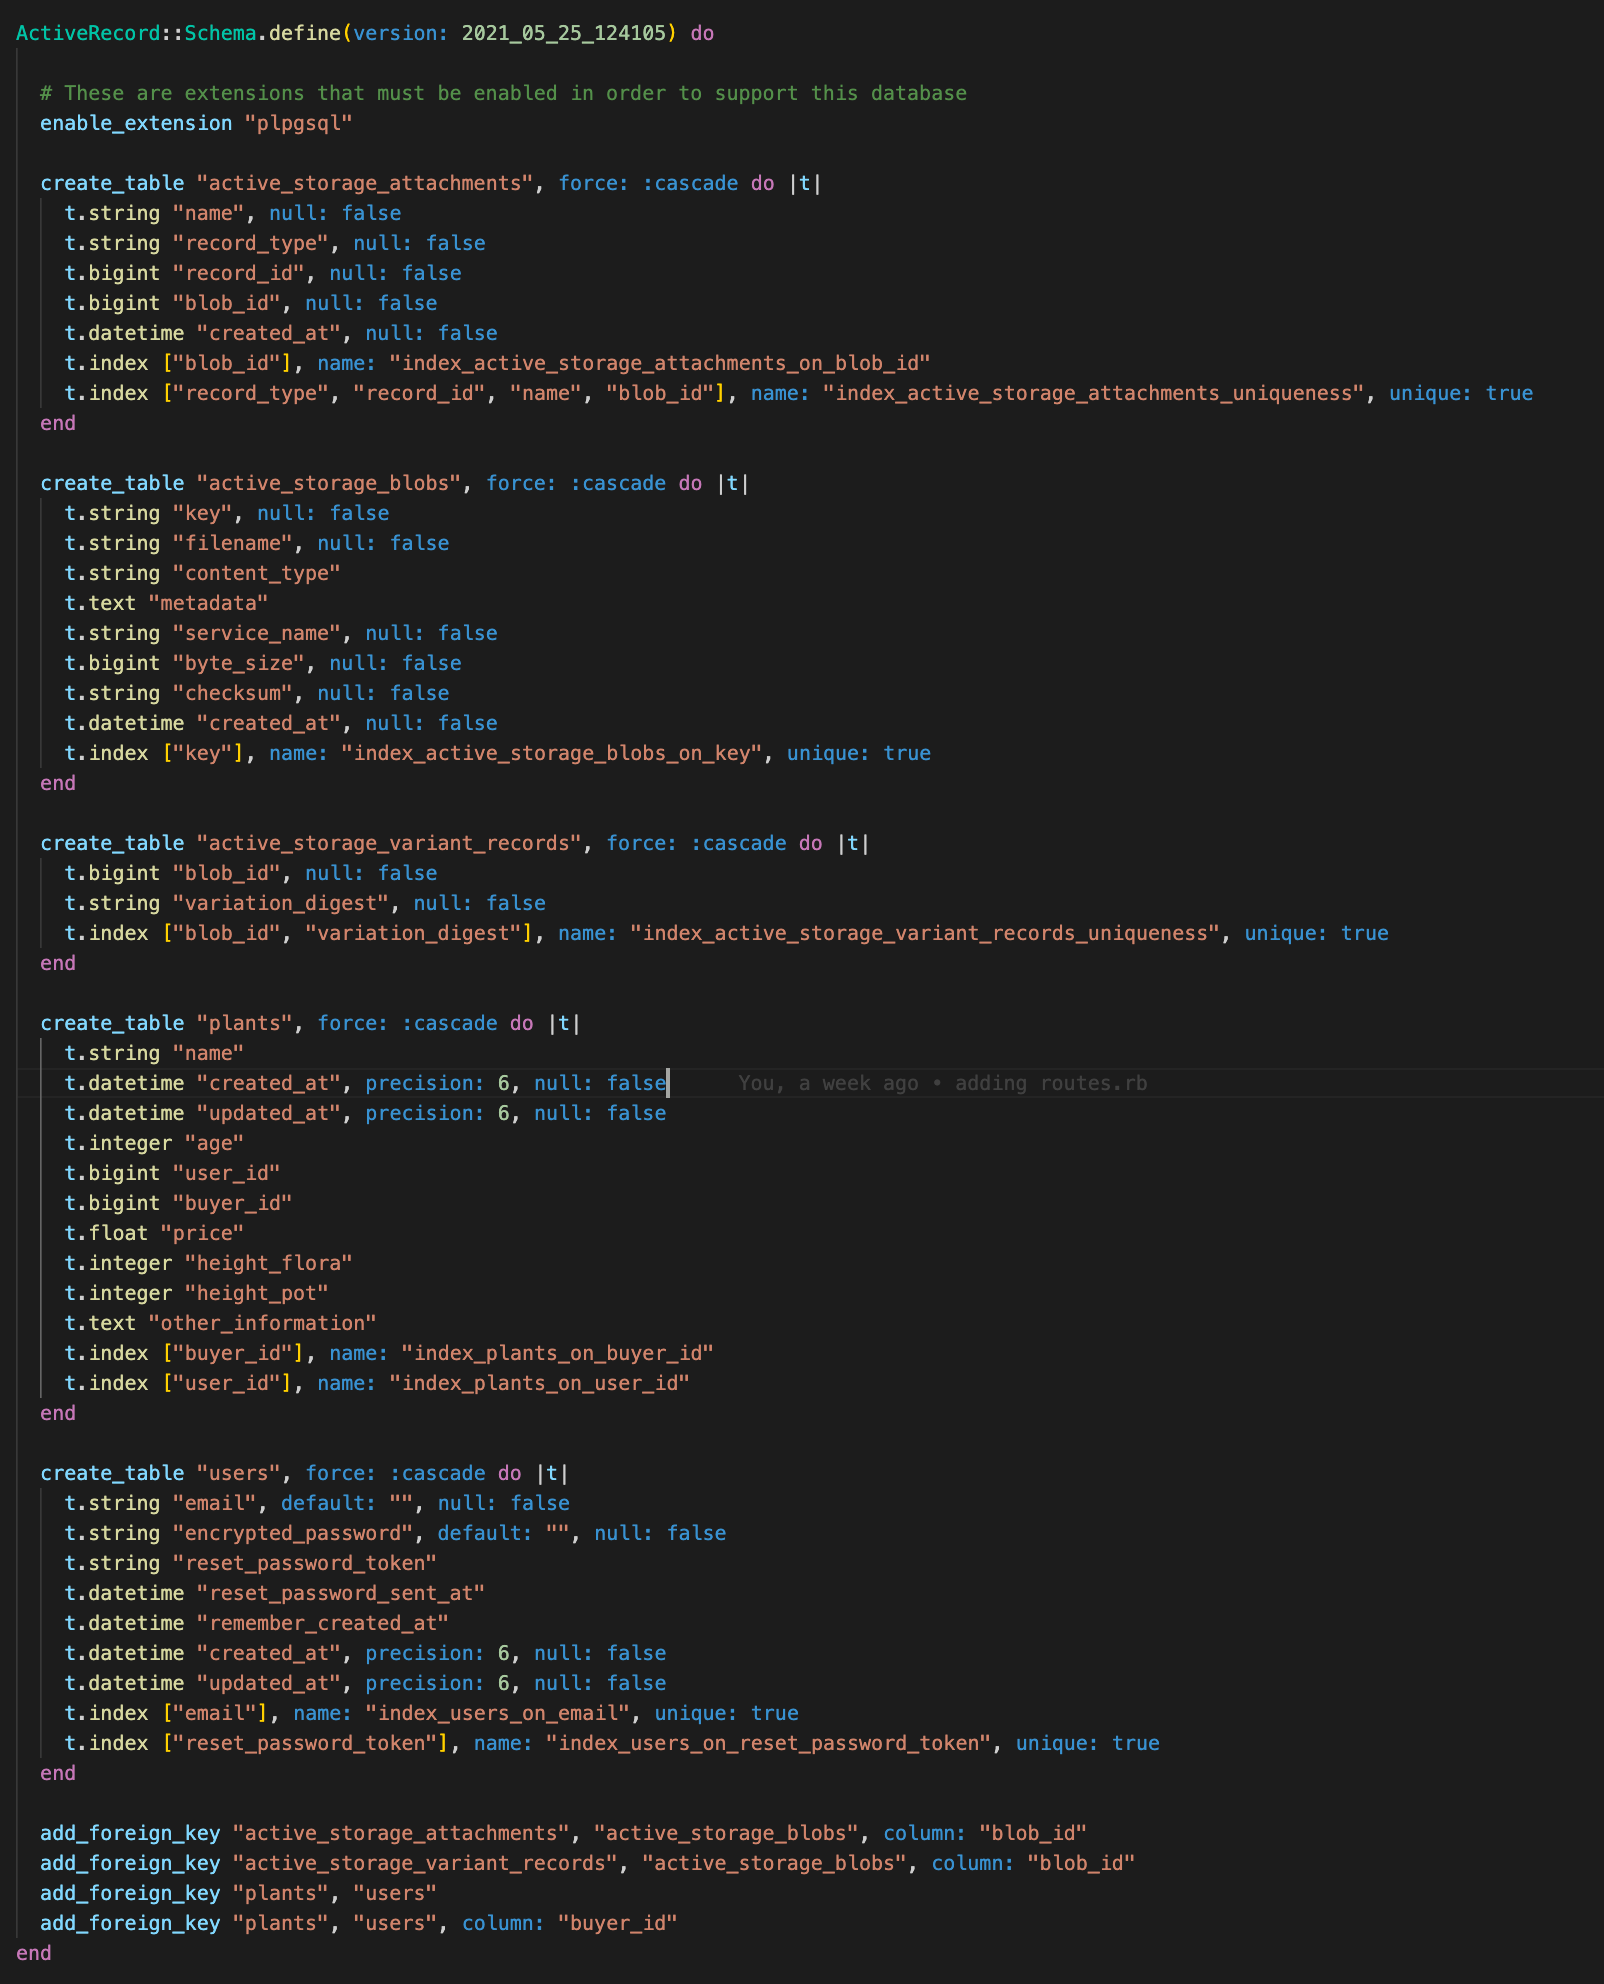 ActiveRecord::Schema.define(version: 2021_05_25_124105) do
# These are extensions that must be enabled in order to support this database
enable_extension "plpgsql"
create_table "active_storage_attachments", force: :cascade do |t|
t.string "name", null: false
t.string "record_type", null: false
t.bigint "record_id", null: false
t.bigint "blob_id", null: false
t.datetime "created_at", null: false
t.index ["blob_id"], name: "index_active_storage_attachments_on_blob_id"
t.index ["record_type", "record_id", "name", "blob_id"], name: "index_active_storage_attachments_uniqueness", unique: true
end
create_table "active_storage_blobs", force: :cascade do |t|
t.string "key", null: false
t.string "filename", null: false
t.string "content_type"
t.text "metadata"
t.string "service_name", null: false
t.bigint "byte_size", null: false
t.string "checksum", null: false
t.datetime "created_at", null: false
t.index ["key"], name: "index_active_storage_blobs_on_key", unique: true
end
create_table "active_storage_variant_records", force: :cascade do |t|
t.bigint "blob_id", null: false
t.string "variation_digest", null: false
t.index ["blob_id", "variation_digest"], name: "index_active_storage_variant_records_uniqueness", unique: true
end
create_table "plants", force: :cascade do |t|
t.string "name"
t.datetime "created_at", precision: 6, null: false You, a week ago • adding routes.rb
t.datetime "updated_at", precision: 6, null: false
t.integer "age"
t.bigint "user_id"
t.bigint "buyer_id"
t.float "price"
t.integer "height_flora"
t.integer "height_pot"
t.text "other_information"
t.index ["buyer_id"], name: "index_plants_on_buyer_id"
t.index ["user_id"], name: "index_plants_on_user_id"
end
create_table "users", force: :cascade do |t|
t.string "email", default: "", null: false
t.string "encrypted_password", default: "", null: false
t.string "reset_password_token"
t.datetime "reset_password_sent_at"
t.datetime "remember_created_at"
t.datetime "created_at", precision: 6, null: false
t.datetime "updated_at", precision: 6, null: false
t.index ["email"], name: "index_users_on_email", unique: true
t.index ["reset_password_token"], name: "index_users_on_reset_password_token", unique: true
end
add_foreign_key "active_storage_attachments", "active_storage_blobs", column: "blob_id"
add_foreign_key "active_storage_variant_records", "active_storage_blobs", column: "blob_id"
add_foreign_key "plants", "users"
add_foreign_key "plants", "users", column: "buyer_id"
end